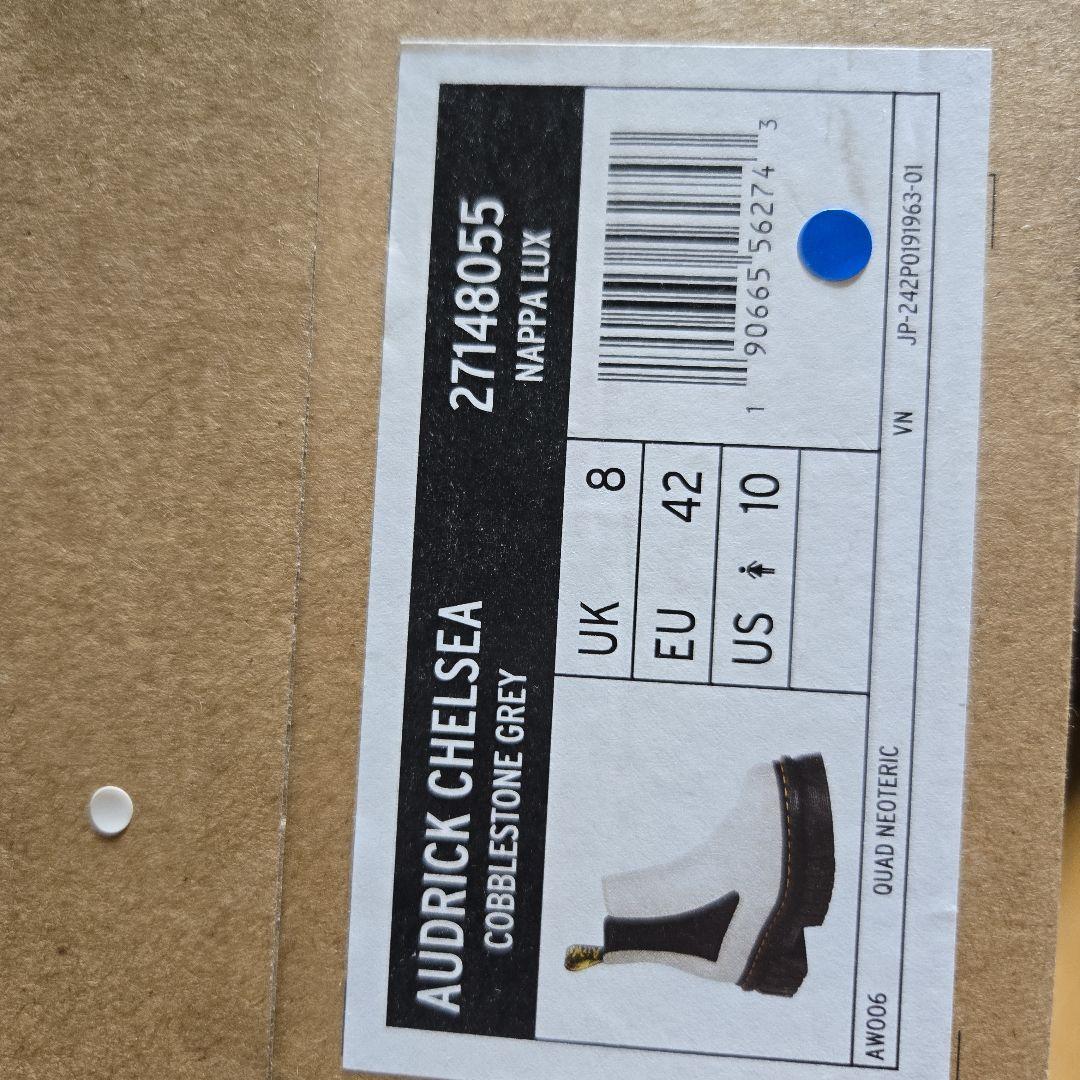 AUDRICK CHELSEA 27148055
COBBLESTONE GREY NAPPA LUX
UK 8
EU 42
US 10
1 90665 56274 3
AW006 QUAD NEOTERIC VN JP-242P0191963-01